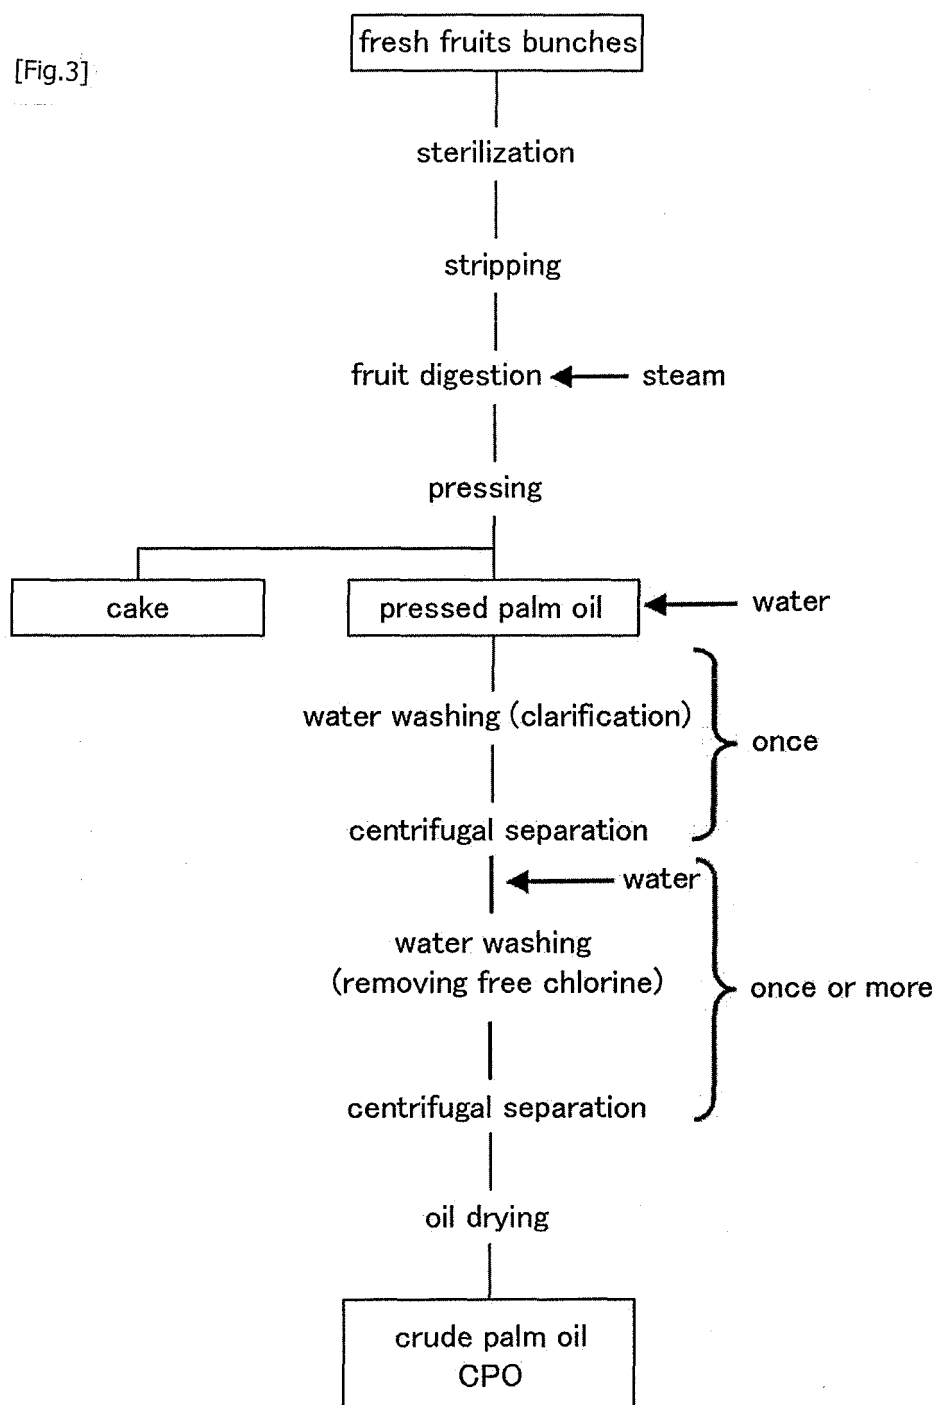 fresh fruits bunches
[Fig.3]
sterilization
stripping
fruit digestion
steam
pressing
cake
pressed palm oil
water
water washing (clarification)
once
centrifugal separation
water
water washing
(removing free chlorine)
once or more
centrifugal separation
oil drying
crude palm oil
CPO